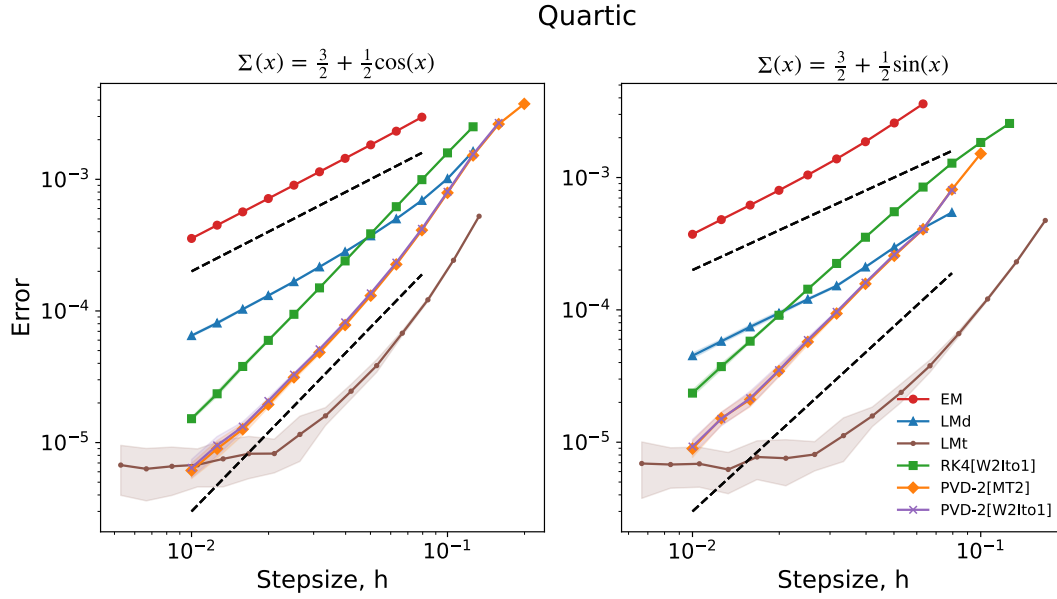 Quartic
Σ(x) = 3/2 + 1/2 cos(x)
Σ(x) = 3/2 + 1/2 sin(x)
Error
10⁻³
10⁻⁴
10⁻⁵
10⁻²
10⁻¹
Stepsize, h
10⁻³
10⁻⁴
10⁻⁵
10⁻²
10⁻¹
Stepsize, h
EM
LMd
LMt
RK4[W2Ito1]
PVD-2[MT2]
PVD-2[W2Ito1]